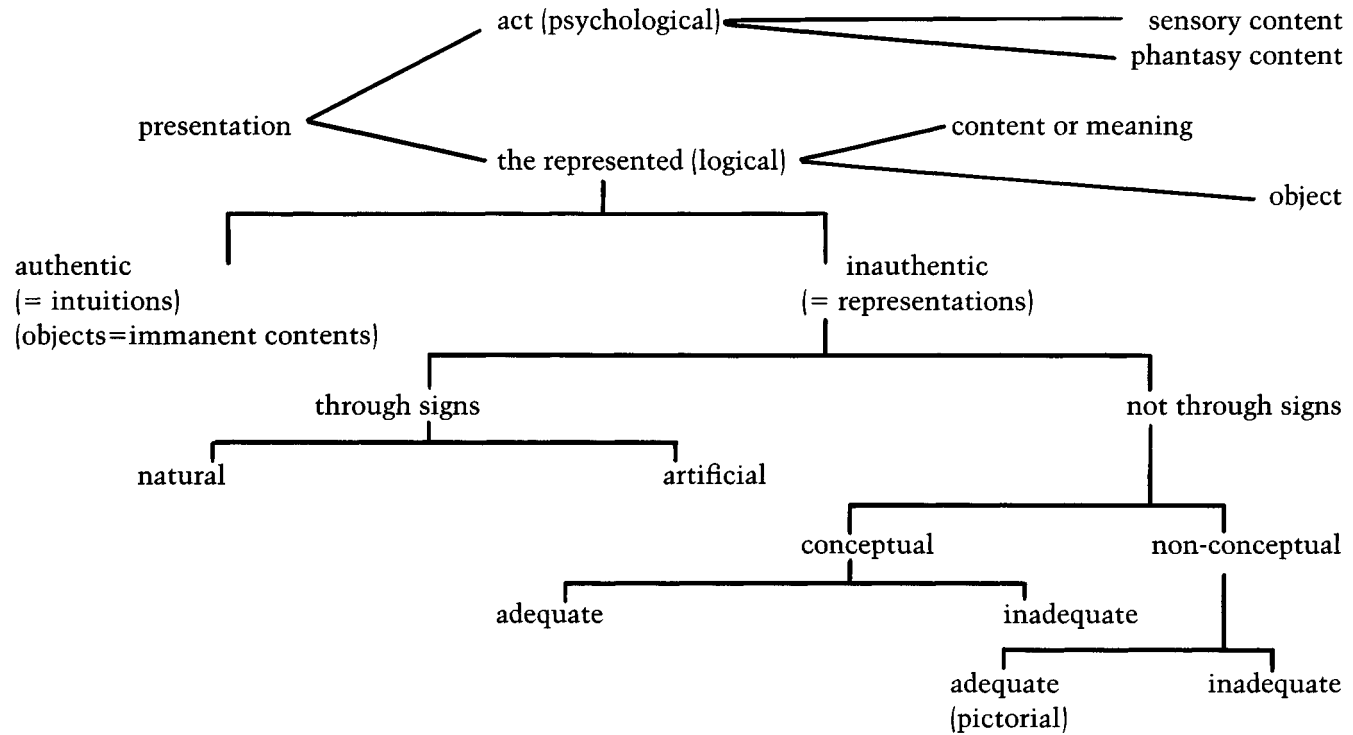 act (psychological)
sensory content
phantasy content
presentation
content or meaning
the represented (logical)
object
authentic
(= intuitions)
(objects=immanent contents)
inauthentic
(= representations)
through signs
not through signs
natural
artificial
conceptual
non-conceptual
adequate
inadequate
adequate
(pictorial)
inadequate